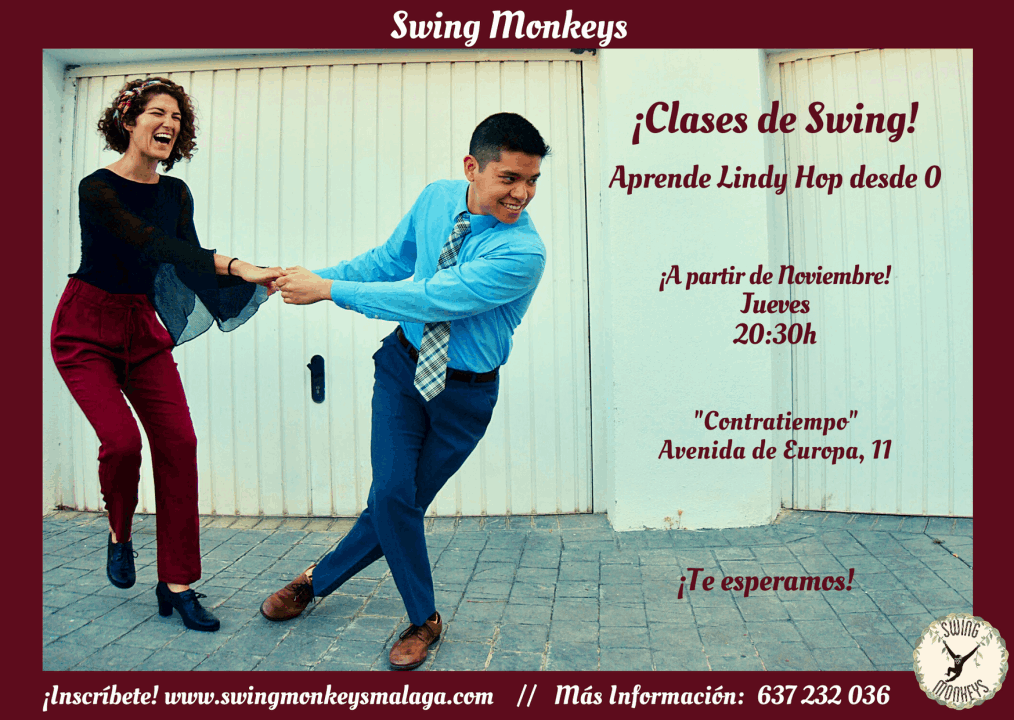 Swing Monkeys
¡Clases de Swing!
Aprende Lindy Hop desde 0
¡A partir de Noviembre!
Jueves
20:30h
"Contratiempo"
Avenida de Europa, 11
¡Te esperamos!
SWING
MONKEYS
¡Inscríbete! www.swingmonkeysmalaga.com // Más Información: 637 232 036